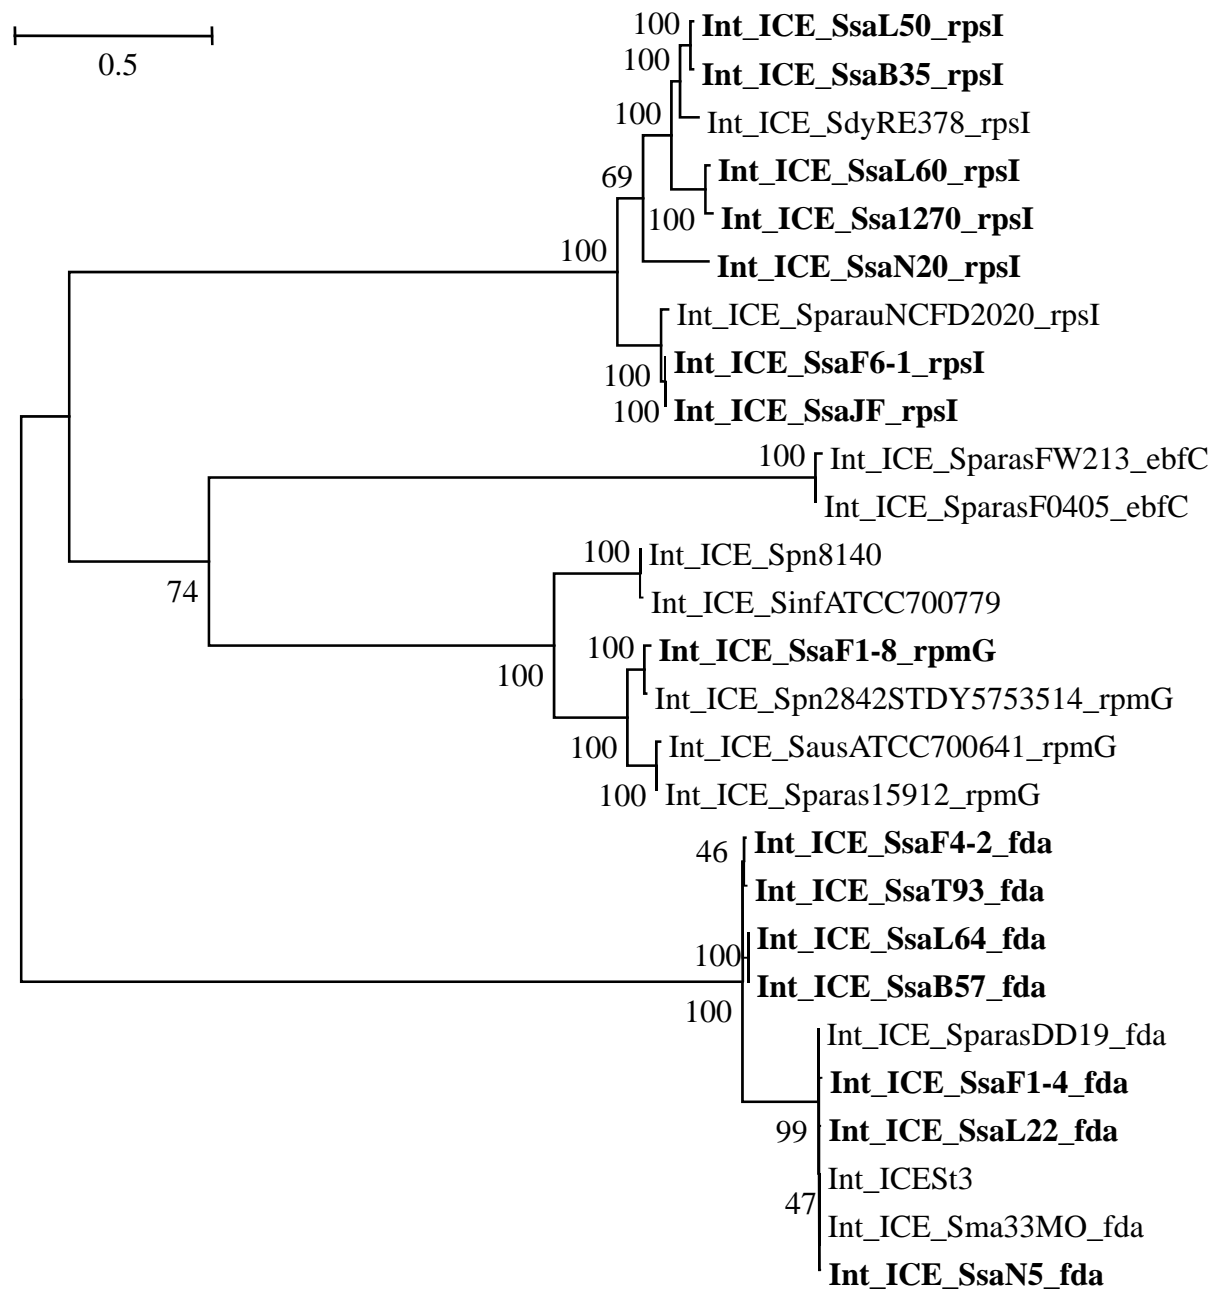 100 Int_ICE_SsaL50_rpsI
0.5
100 Int_ICE_SsaB35_rpsI
100 Int_ICE_SdyRE378_rpsI
69 Int_ICE_SsaL60_rpsI
100 Int_ICE_Ssa1270_rpsI
100 Int_ICE_SsaN20_rpsI
Int_ICE_SparauNCFD2020_rpsI
100 Int_ICE_SsaF6-1_rpsI
100 Int_ICE_SsaJF_rpsI
100 Int_ICE_SparasFW213_ebfC
Int_ICE_SparasF0405_ebfC
100 Int_ICE_Spn8140
74 Int_ICE_SinfATCC700779
100 Int_ICE_SsaF1-8_rpmG
100 Int_ICE_Spn2842STDY5753514_rpmG
100 Int_ICE_SausATCC700641_rpmG
100 Int_ICE_Sparas15912_rpmG
46 Int_ICE_SsaF4-2_fda
Int_ICE_SsaT93_fda
100 Int_ICE_SsaL64_fda
Int_ICE_SsaB57_fda
100 Int_ICE_SparasDD19_fda
Int_ICE_SsaF1-4_fda
99 Int_ICE_SsaL22_fda
Int_ICESt3
47 Int_ICE_Sma33MO_fda
Int_ICE_SsaN5_fda